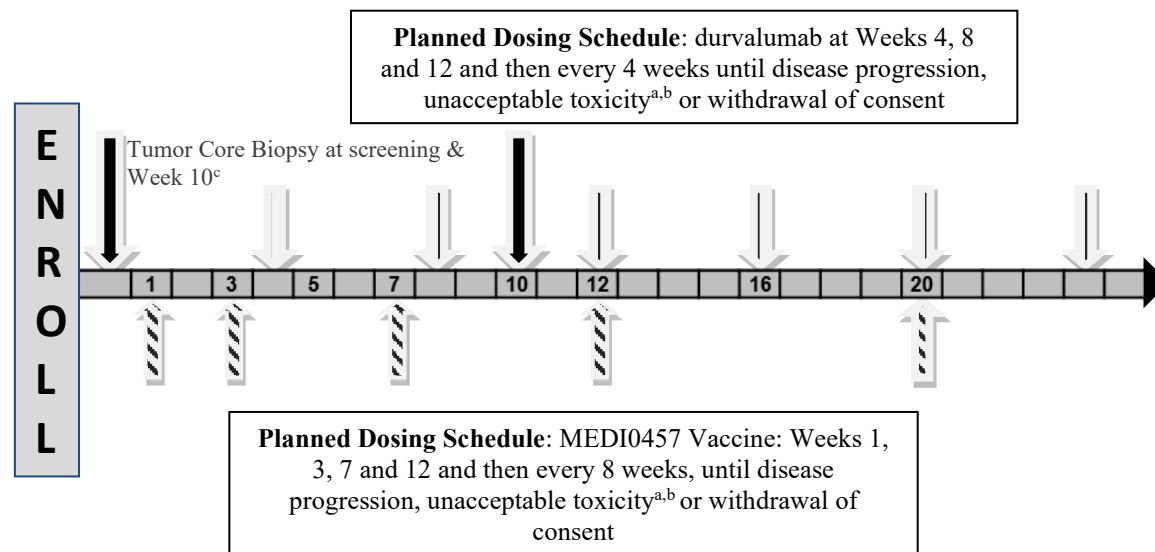 Planned Dosing Schedule: durvalumab at Weeks 4, 8
and 12 and then every 4 weeks until disease progression,
unacceptable toxicity^a,b or withdrawal of consent
E
N
R
O
L
L
Tumor Core Biopsy at screening &
Week 10^c
1 3 5 7 10 12 16 20
Planned Dosing Schedule: MEDI0457 Vaccine: Weeks 1,
3, 7 and 12 and then every 8 weeks, until disease
progression, unacceptable toxicity^a,b or withdrawal of
consent